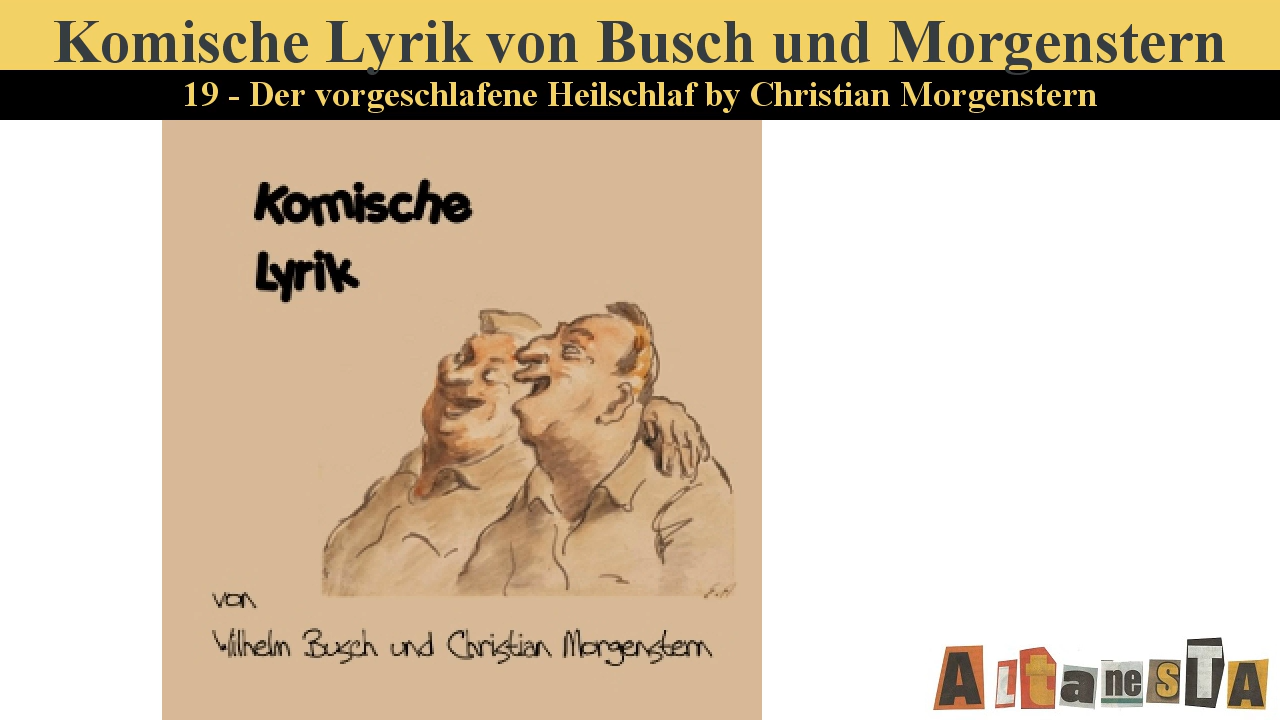 Komische Lyrik von Busch und Morgenstern
19 - Der vorgeschlafene Heilschlaf by Christian Morgenstern
Komische
Lyrik
von
Wilhelm Busch und Christian Morgenstern
AltanesTA